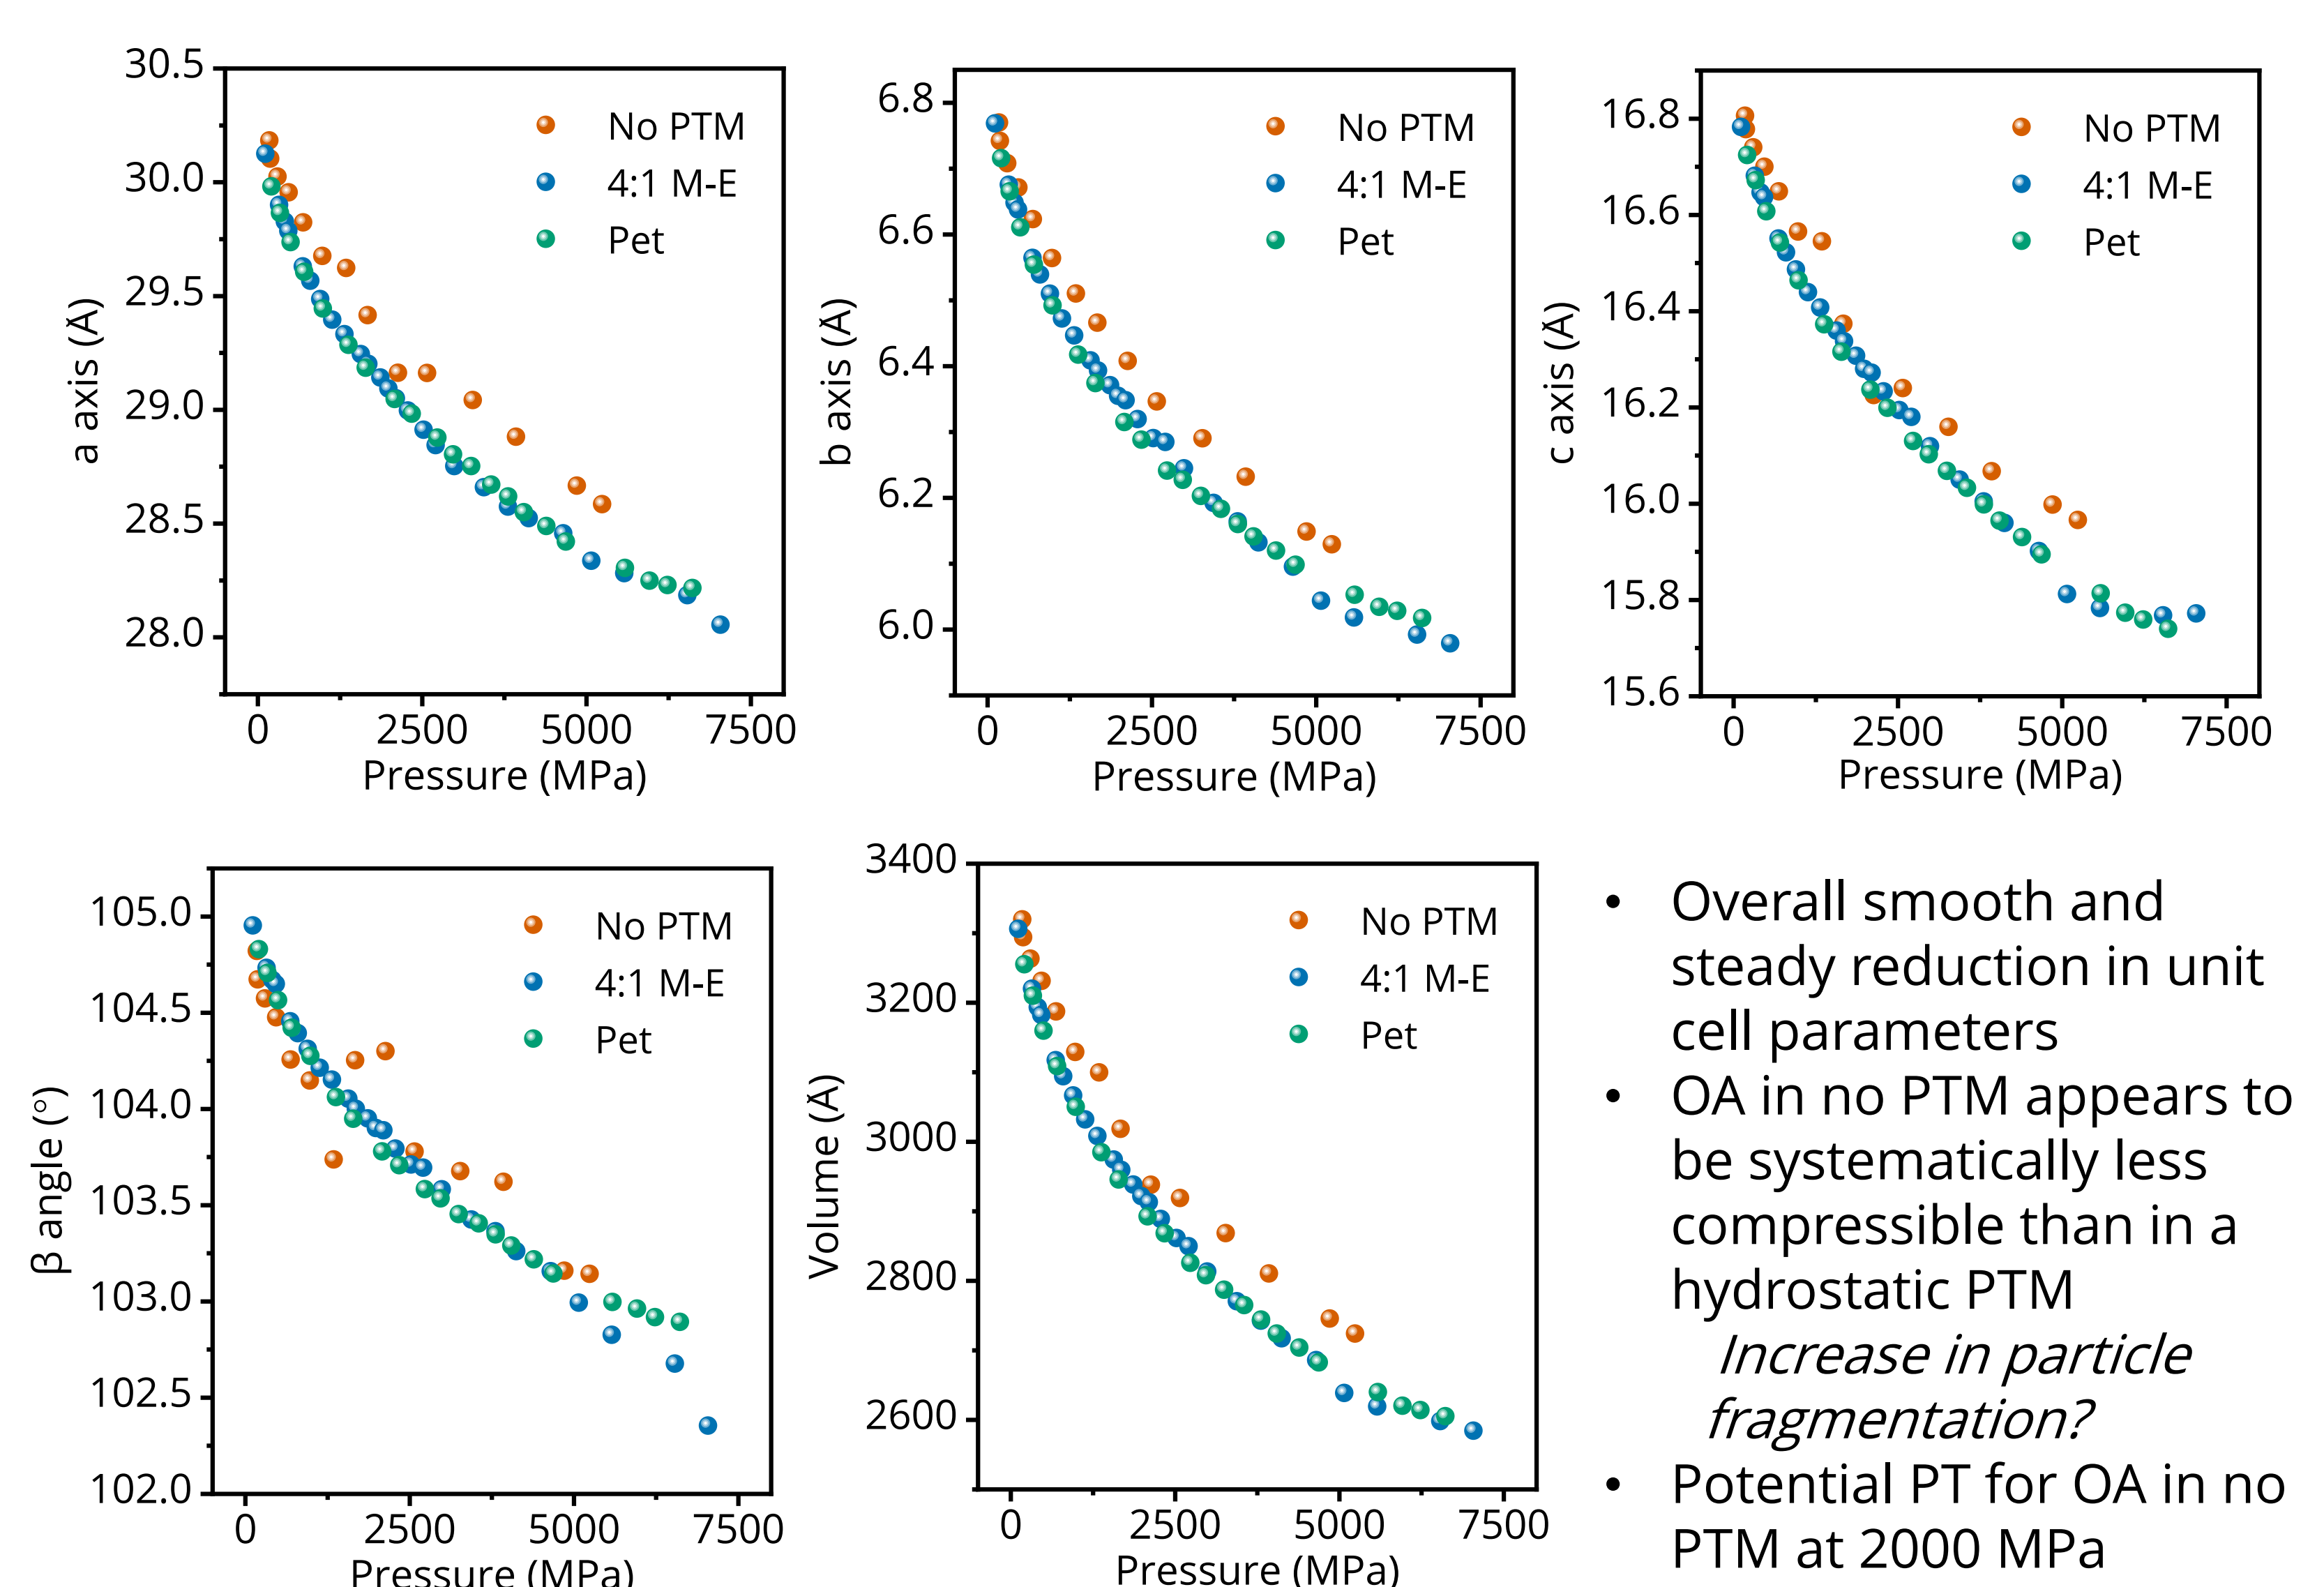 30.5
30.0
29.5
29.0
28.5
28.0
a axis (Å)
No PTM
4:1 M-E
Pet
0 2500 5000 7500
Pressure (MPa)
6.8
6.6
6.4
6.2
6.0
b axis (Å)
No PTM
4:1 M-E
Pet
0 2500 5000 7500
Pressure (MPa)
16.8
16.6
16.4
16.2
16.0
15.8
15.6
c axis (Å)
No PTM
4:1 M-E
Pet
0 2500 5000 7500
Pressure (MPa)
105.0
104.5
104.0
103.5
103.0
102.5
102.0
β angle (°)
No PTM
4:1 M-E
Pet
0 2500 5000 7500
Pressure (MPa)
3400
3200
3000
2800
2600
Volume (Å)
No PTM
4:1 M-E
Pet
0 2500 5000 7500
Pressure (MPa)
• Overall smooth and
steady reduction in unit
cell parameters
• OA in no PTM appears to
be systematically less
compressible than in a
hydrostatic PTM
Increase in particle
fragmentation?
• Potential PT for OA in no
PTM at 2000 MPa